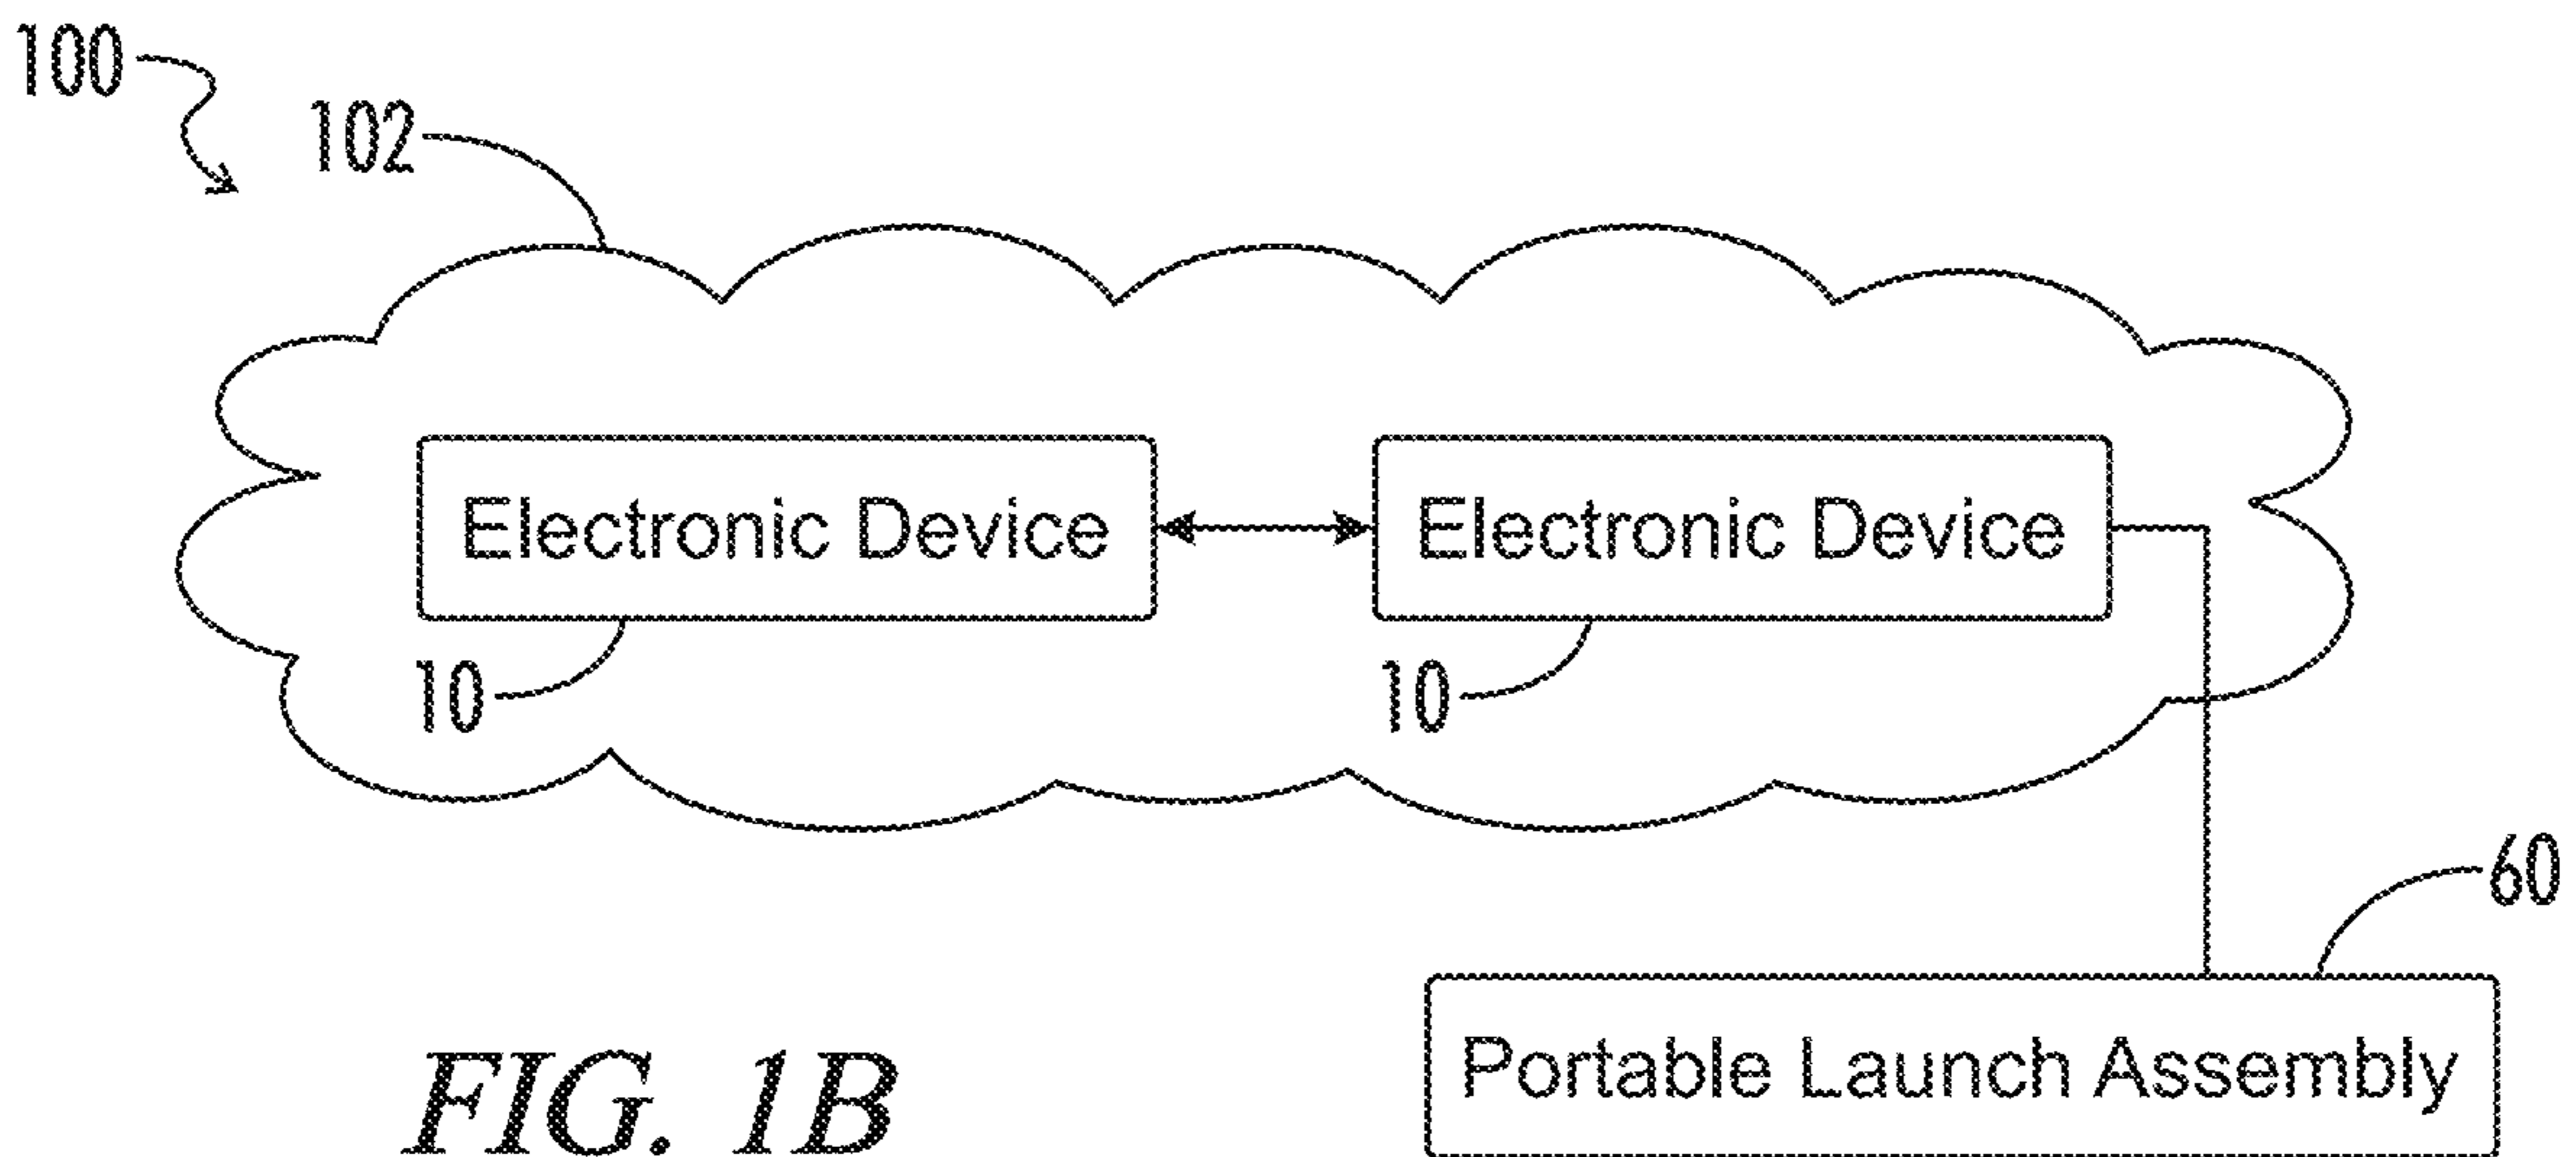 100
102
Electronic Device
Electronic Device
10
10
60
Portable Launch Assembly
FIG. 1B